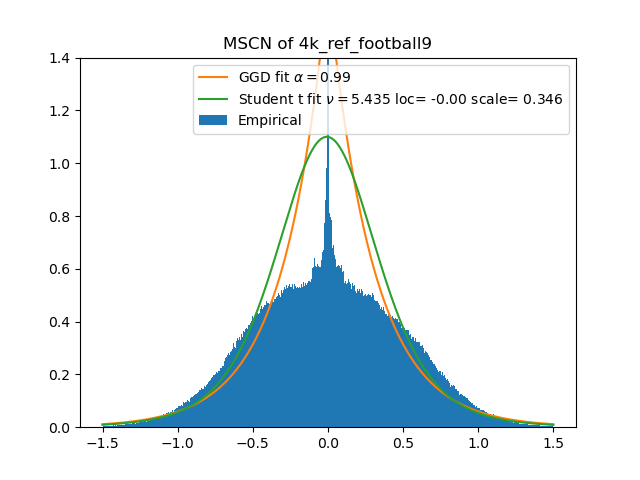 MSCN of 4k_ref_football9
GGD fit α = 0.99
Student t fit ν = 5.435 loc= -0.00 scale= 0.346
Empirical
1.4
1.2
1.0
0.8
0.6
0.4
0.2
0.0
−1.5 −1.0 −0.5 0.0 0.5 1.0 1.5